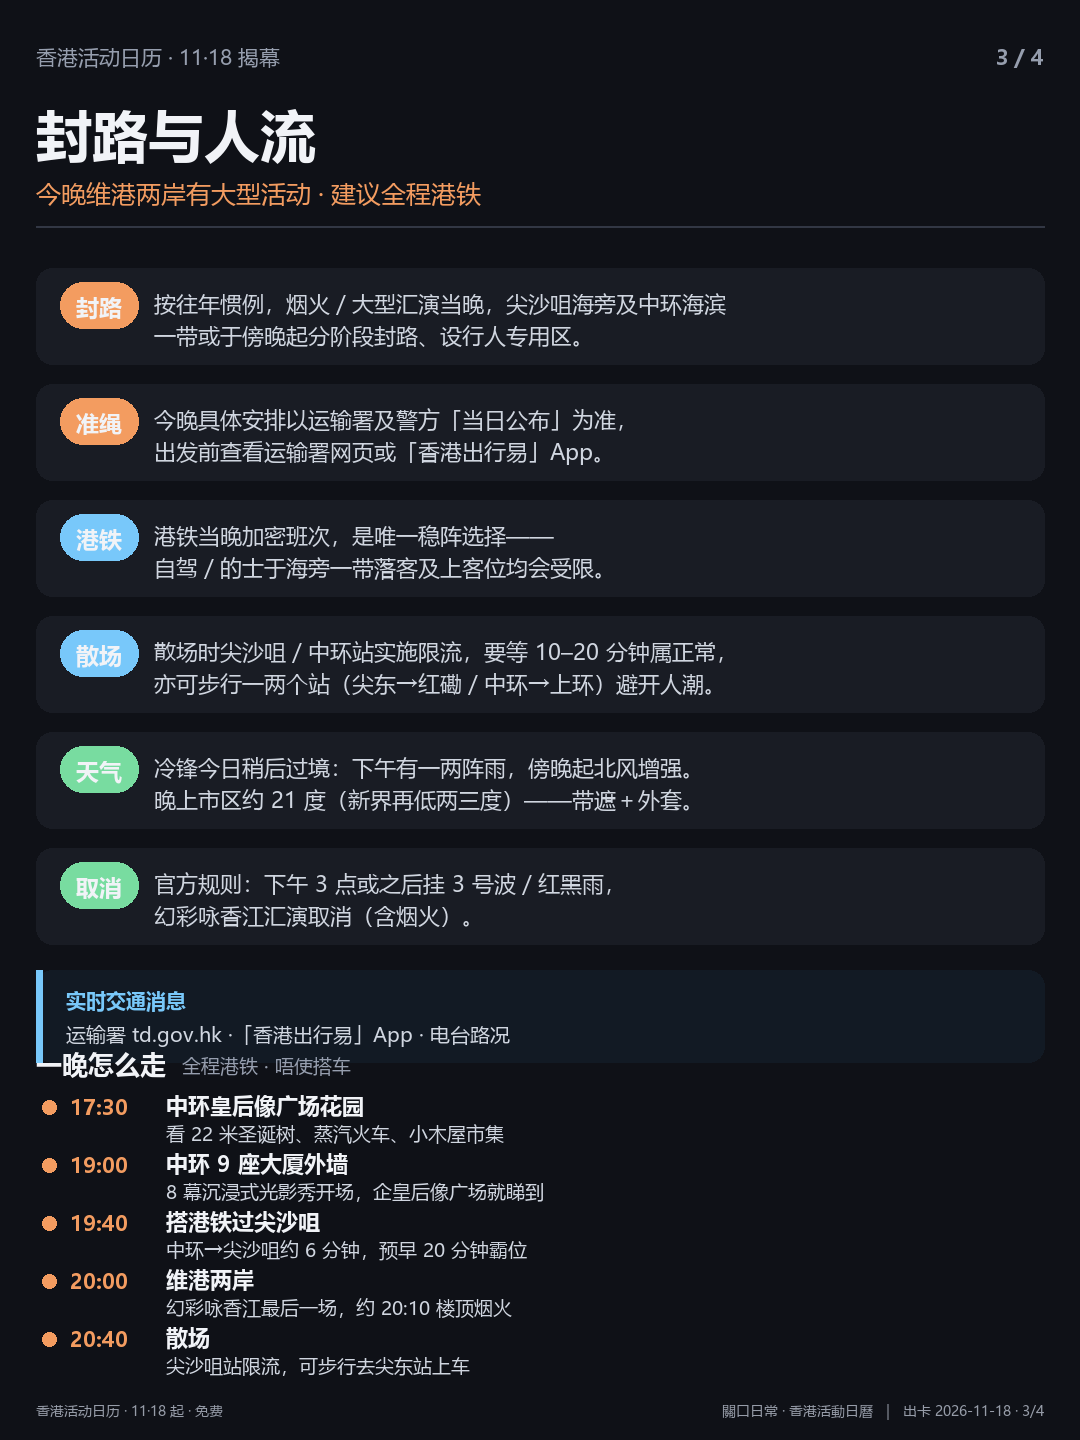 香港活动日历 · 11·18 揭幕
3 / 4
封路与人流
今晚维港两岸有大型活动 · 建议全程港铁
封路
按往年惯例，烟火 / 大型汇演当晚，尖沙咀海旁及中环海滨
一带或于傍晚起分阶段封路、设行人专用区。
准绳
今晚具体安排以运输署及警方「当日公布」为准，
出发前查看运输署网页或「香港出行易」App。
港铁
港铁当晚加密班次，是唯一稳阵选择——
自驾 / 的士于海旁一带落客及上客位均会受限。
散场
散场时尖沙咀 / 中环站实施限流，要等 10–20 分钟属正常，
亦可步行一两个站（尖东→红磡 / 中环→上环）避开人潮。
天气
冷锋今日稍后过境：下午有一两阵雨，傍晚起北风增强。
晚上市区约 21 度（新界再低两三度）——带遮＋外套。
取消
官方规则：下午 3 点或之后挂 3 号波 / 红黑雨，
幻彩咏香江汇演取消（含烟火）。
实时交通消息
运输署 td.gov.hk ·「香港出行易」App · 电台路况
一晚怎么走 全程港铁 · 唔使搭车
17:30 中环皇后像广场花园
看 22 米圣诞树、蒸汽火车、小木屋市集
19:00 中环 9 座大厦外墙
8 幕沉浸式光影秀开场，企皇后像广场就睇到
19:40 搭港铁过尖沙咀
中环→尖沙咀约 6 分钟，预早 20 分钟霸位
20:00 维港两岸
幻彩咏香江最后一场，约 20:10 楼顶烟火
20:40 散场
尖沙咀站限流，可步行去尖东站上车
香港活动日历 · 11·18 起 · 免费
關口日常 · 香港活動日曆 ｜ 出卡 2026-11-18 · 3/4